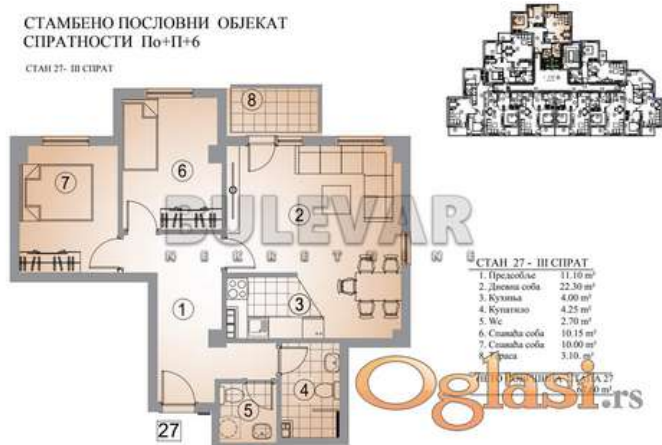 СТАМБЕНО ПОСЛОВНИ ОБЈЕКАТ
СПРАТНОСТИ По+П+6
СТАН 27- III СПРАТ
8
7
6
2
BULEVAR
NEKRETNINE
1
3
4
5
27
СТАН 27 - III СПРАТ
1. Предсобље 11.10 m²
2. Дневна соба 22.30 m²
3. Кухиња 4.00 m²
4. Купатило 4.25 m²
5. Wc 2.70 m²
6. Спаваћа соба 10.15 m²
7. Спаваћа соба 10.00 m²
8. Тераса 3.10. m²
27
Oglasi.rs